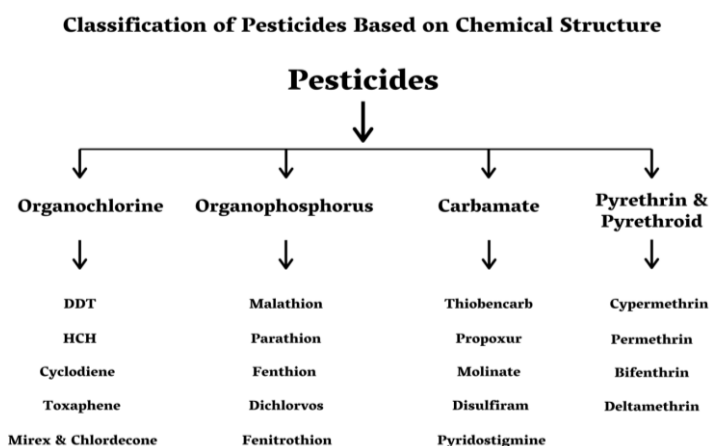 Classification of Pesticides Based on Chemical Structure
Pesticides
Organochlorine
Organophosphorus
Carbamate
Pyrethrin &
Pyrethroid
DDT
Malathion
Thiobencarb
Cypermethrin
HCH
Parathion
Propoxur
Permethrin
Cyclodiene
Fenthion
Molinate
Bifenthrin
Toxaphene
Dichlorvos
Disulfiram
Deltamethrin
Mirex & Chlordecone
Fenitrothion
Pyridostigmine